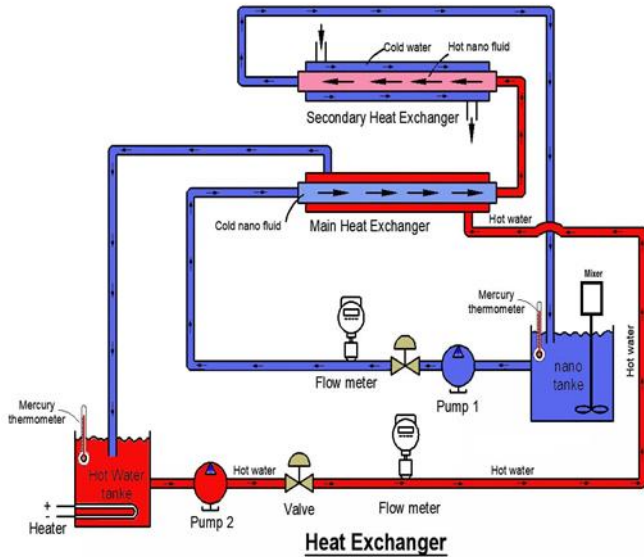 Cold water
Hot nano fluid
Secondary Heat Exchanger
Hot water
Cold nano fluid
Main Heat Exchanger
Mixer
Mercury
thermometer
Hot water
nano
tanke
Flow meter
Pump 1
Mercury
thermometer
Hot Water
tanke
+
-
Heater
Hot water
Hot water
Pump 2
Valve
Flow meter
Heat Exchanger